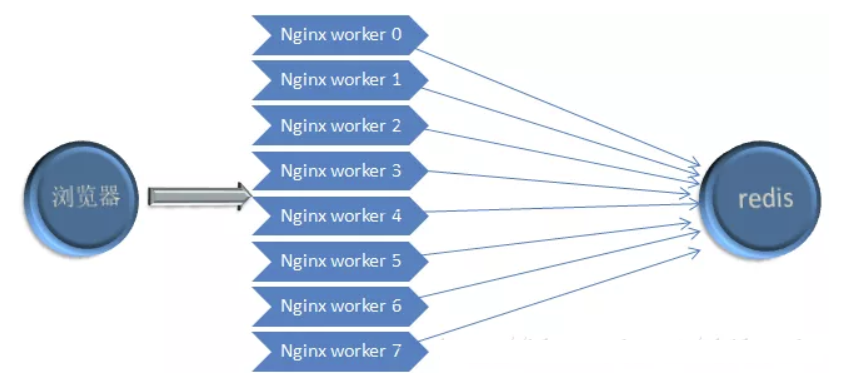 浏览器
Nginx worker 0
Nginx worker 1
Nginx worker 2
Nginx worker 3
Nginx worker 4
Nginx worker 5
Nginx worker 6
Nginx worker 7
redis